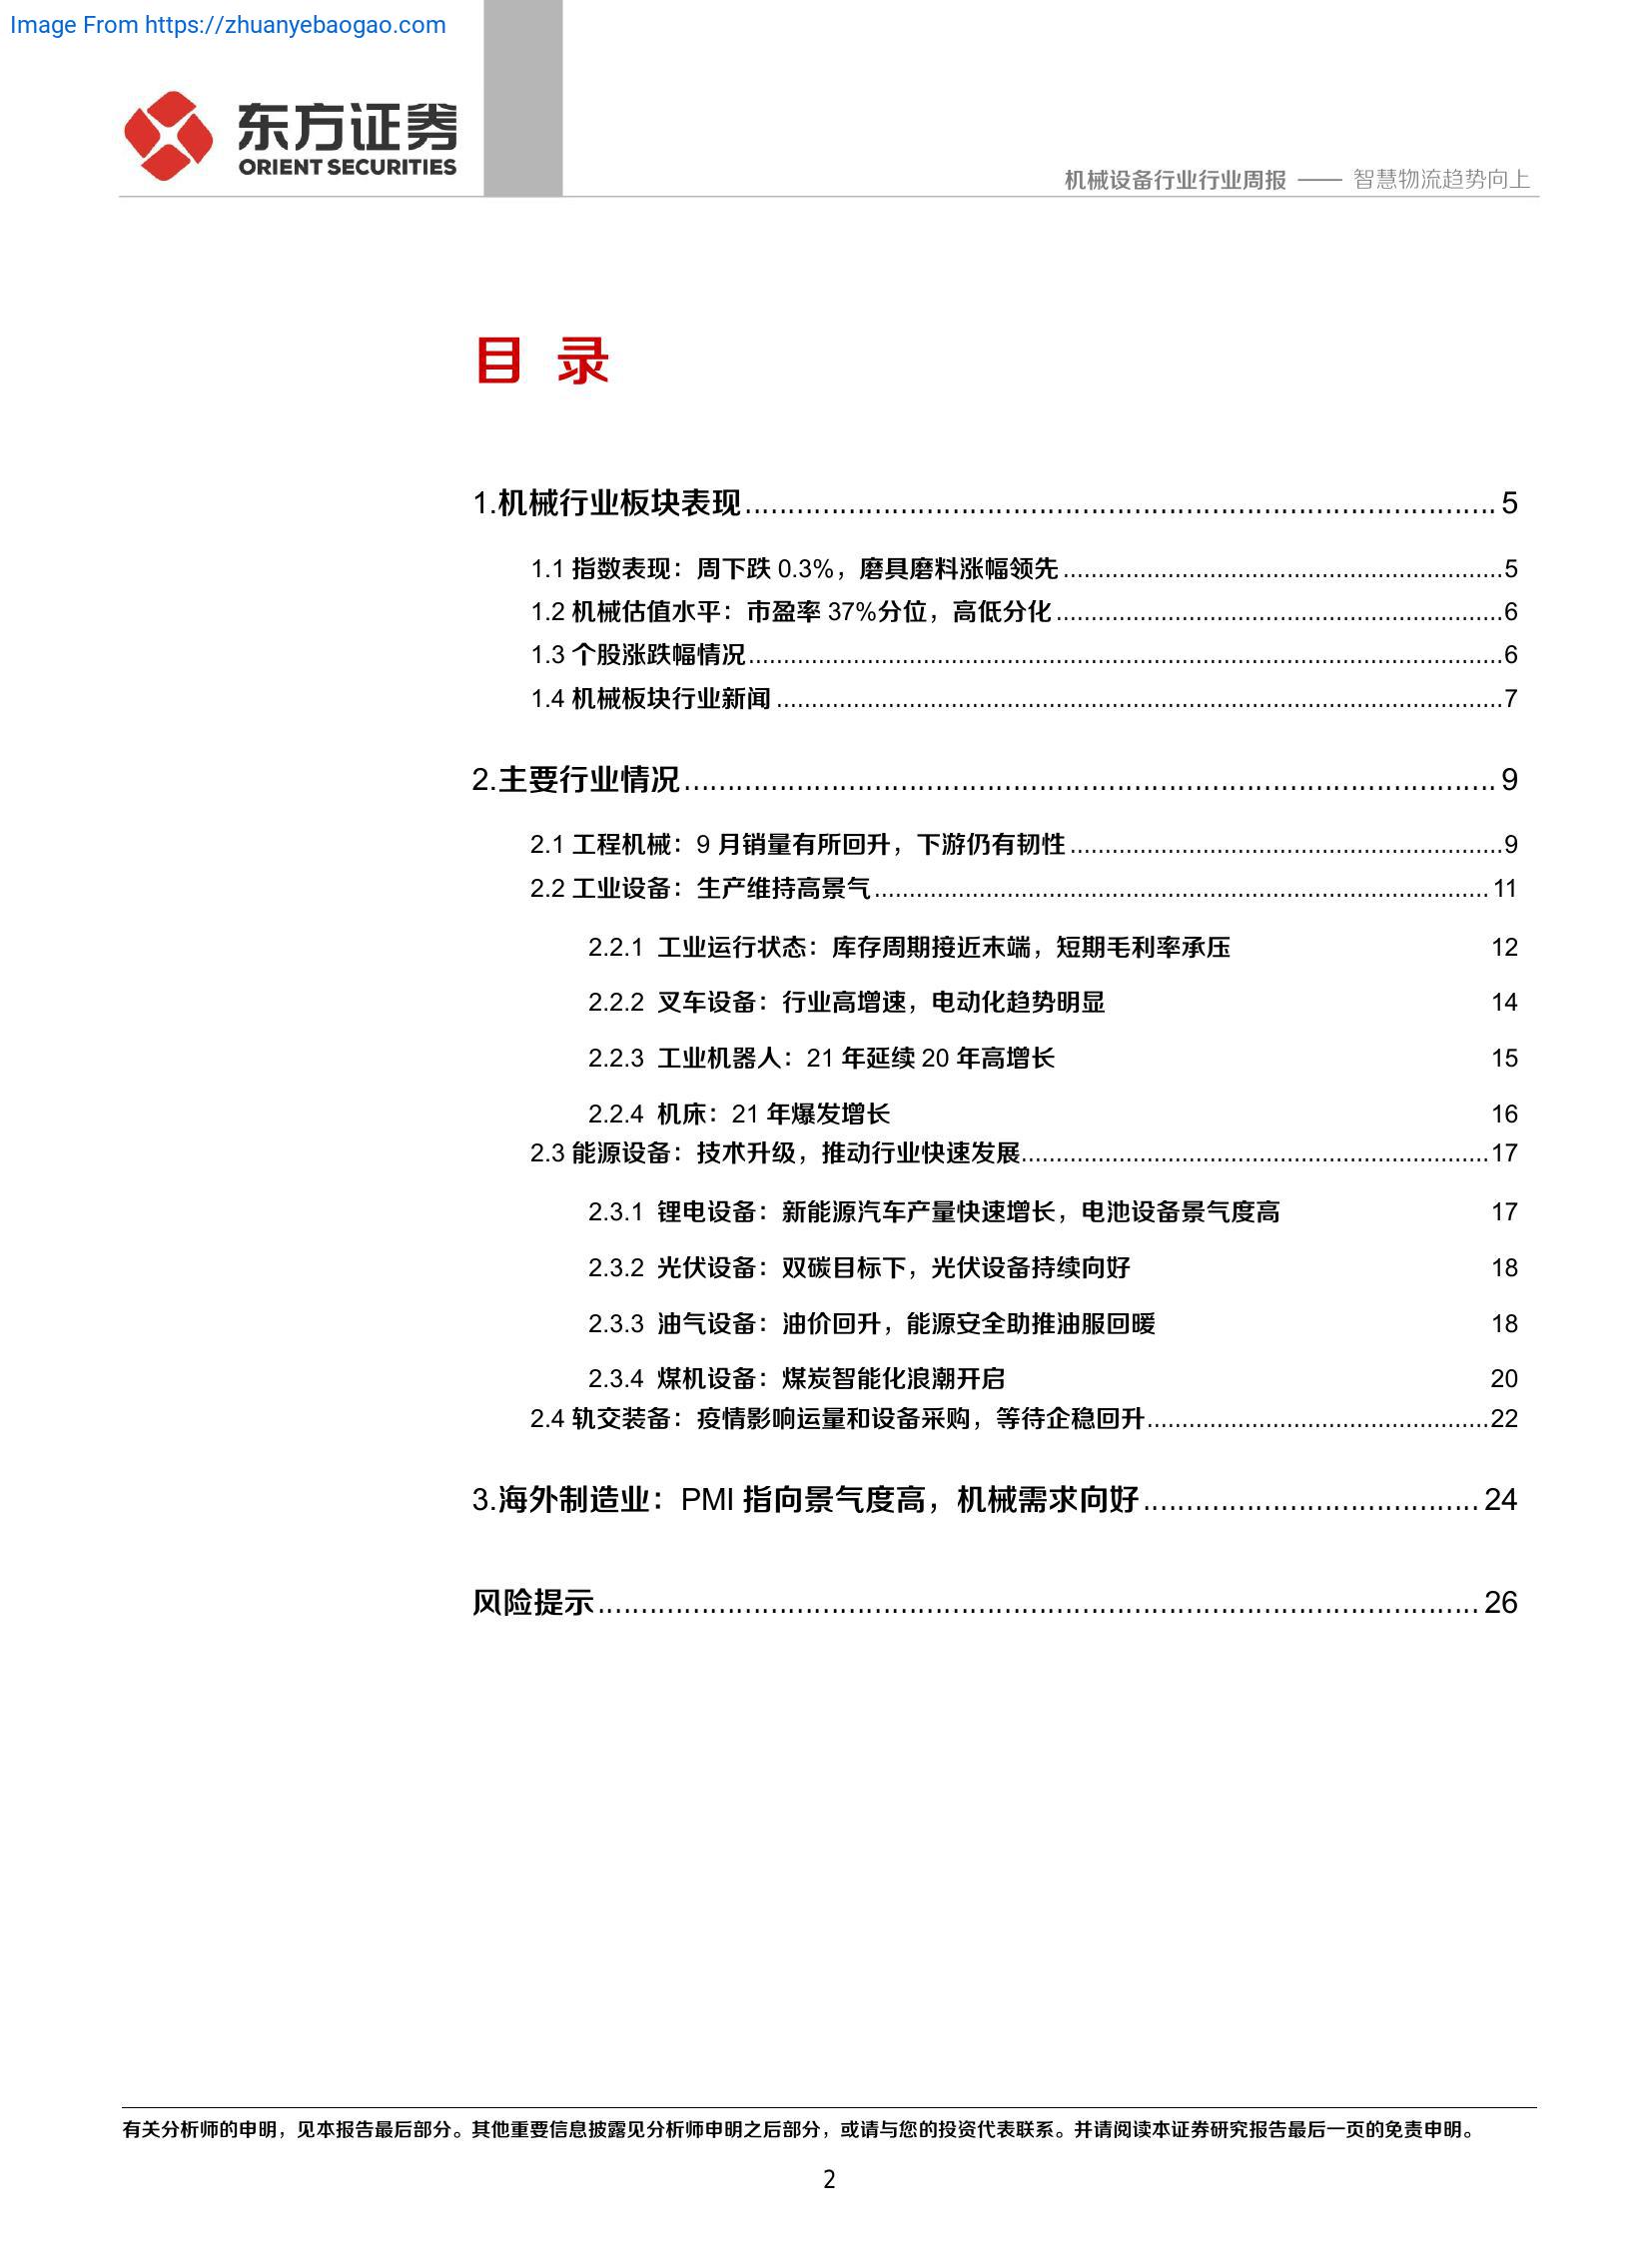 Image From https://zhuanyebaogao.com
东方证券
ORIENT SECURITIES
机械设备行业行业周报 —— 智慧物流趋势向上
目 录
1.机械行业板块表现 5
1.1 指数表现：周下跌 0.3%，磨具磨料涨幅领先 5
1.2 机械估值水平：市盈率 37%分位，高低分化 6
1.3 个股涨跌幅情况 6
1.4 机械板块行业新闻 7
2.主要行业情况 9
2.1 工程机械：9 月销量有所回升，下游仍有韧性 9
2.2 工业设备：生产维持高景气 11
2.2.1 工业运行状态：库存周期接近末端，短期毛利率承压 12
2.2.2 叉车设备：行业高增速，电动化趋势明显 14
2.2.3 工业机器人：21 年延续 20 年高增长 15
2.2.4 机床：21 年爆发增长 16
2.3 能源设备：技术升级，推动行业快速发展 17
2.3.1 锂电设备：新能源汽车产量快速增长，电池设备景气度高 17
2.3.2 光伏设备：双碳目标下，光伏设备持续向好 18
2.3.3 油气设备：油价回升，能源安全助推油服回暖 18
2.3.4 煤机设备：煤炭智能化浪潮开启 20
2.4 轨交装备：疫情影响运量和设备采购，等待企稳回升 22
3.海外制造业：PMI 指向景气度高，机械需求向好 24
风险提示 26
有关分析师的申明，见本报告最后部分。其他重要信息披露见分析师申明之后部分，或请与您的投资代表联系。并请阅读本证券研究报告最后一页的免责申明。
2